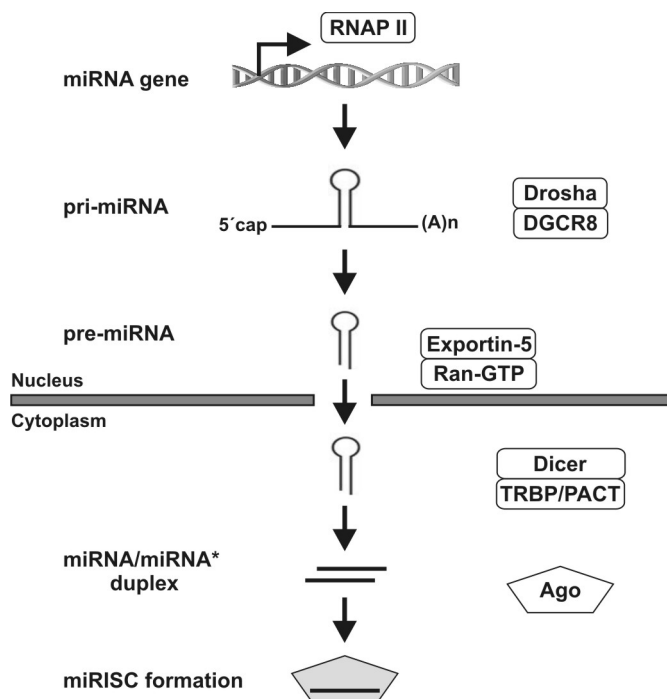 RNAP II
miRNA gene
pri-miRNA
5´cap
(A)n
Drosha
DGCR8
pre-miRNA
Exportin-5
Ran-GTP
Nucleus
Cytoplasm
Dicer
TRBP/PACT
miRNA/miRNA*
duplex
Ago
miRISC formation